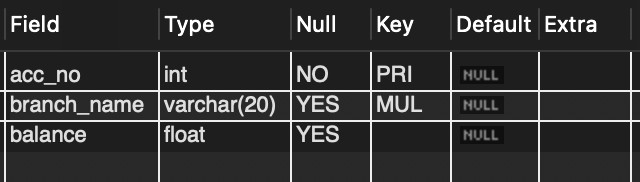 Field Type Null Key Default Extra
acc_no int NO PRI NULL
branch_name varchar(20) YES MUL NULL
balance float YES NULL